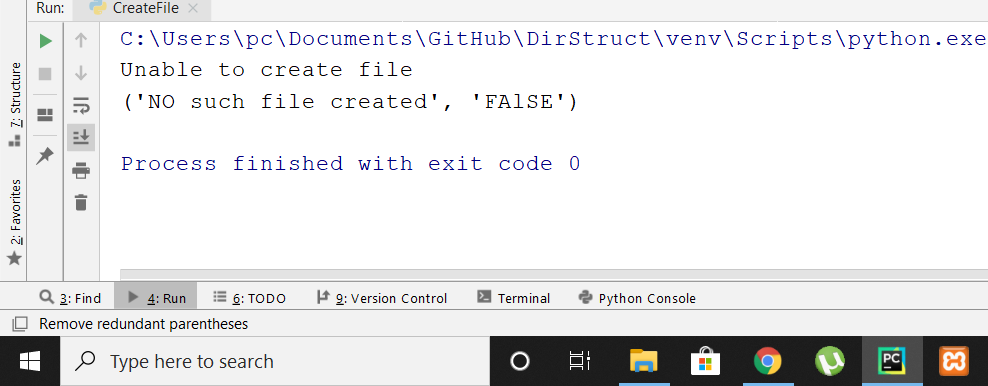 Run: CreateFile
C:\Users\pc\Documents\GitHub\DirStruct\venv\Scripts\python.exe
Unable to create file
('NO such file created', 'FAlSE')
Process finished with exit code 0
7: Structure
2: Favorites
3: Find 4: Run 6: TODO 9: Version Control Terminal Python Console
Remove redundant parentheses
Type here to search
PC